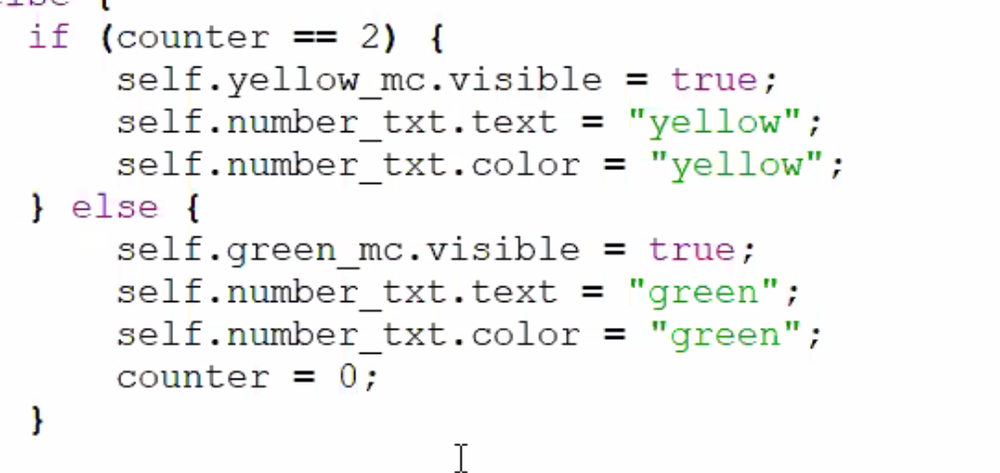 else {
if (counter == 2) {
self.yellow_mc.visible = true;
self.number_txt.text = "yellow";
self.number_txt.color = "yellow";
} else {
self.green_mc.visible = true;
self.number_txt.text = "green";
self.number_txt.color = "green";
counter = 0;
}